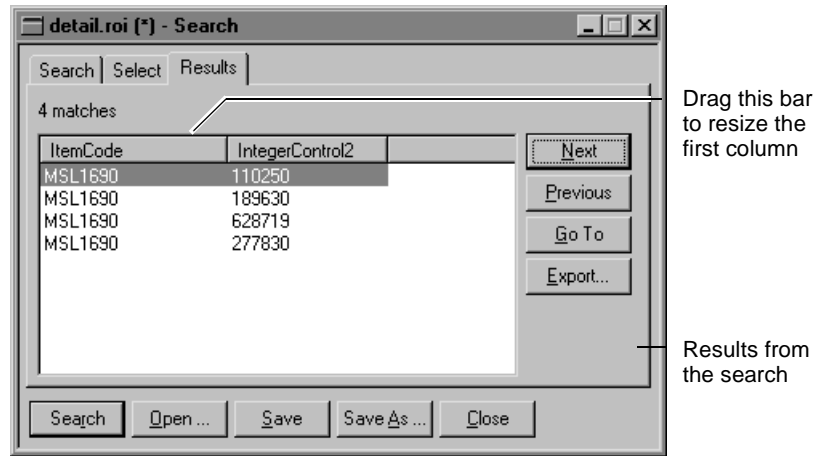 detail.roi (*) - Search
Search Select Results
4 matches
Drag this bar
to resize the
first column
ItemCode IntegerControl2
MSL1690 110250
MSL1690 189630
MSL1690 628719
MSL1690 277830
Next
Previous
Go To
Export...
Results from
the search
Search Open ... Save Save As ... Close